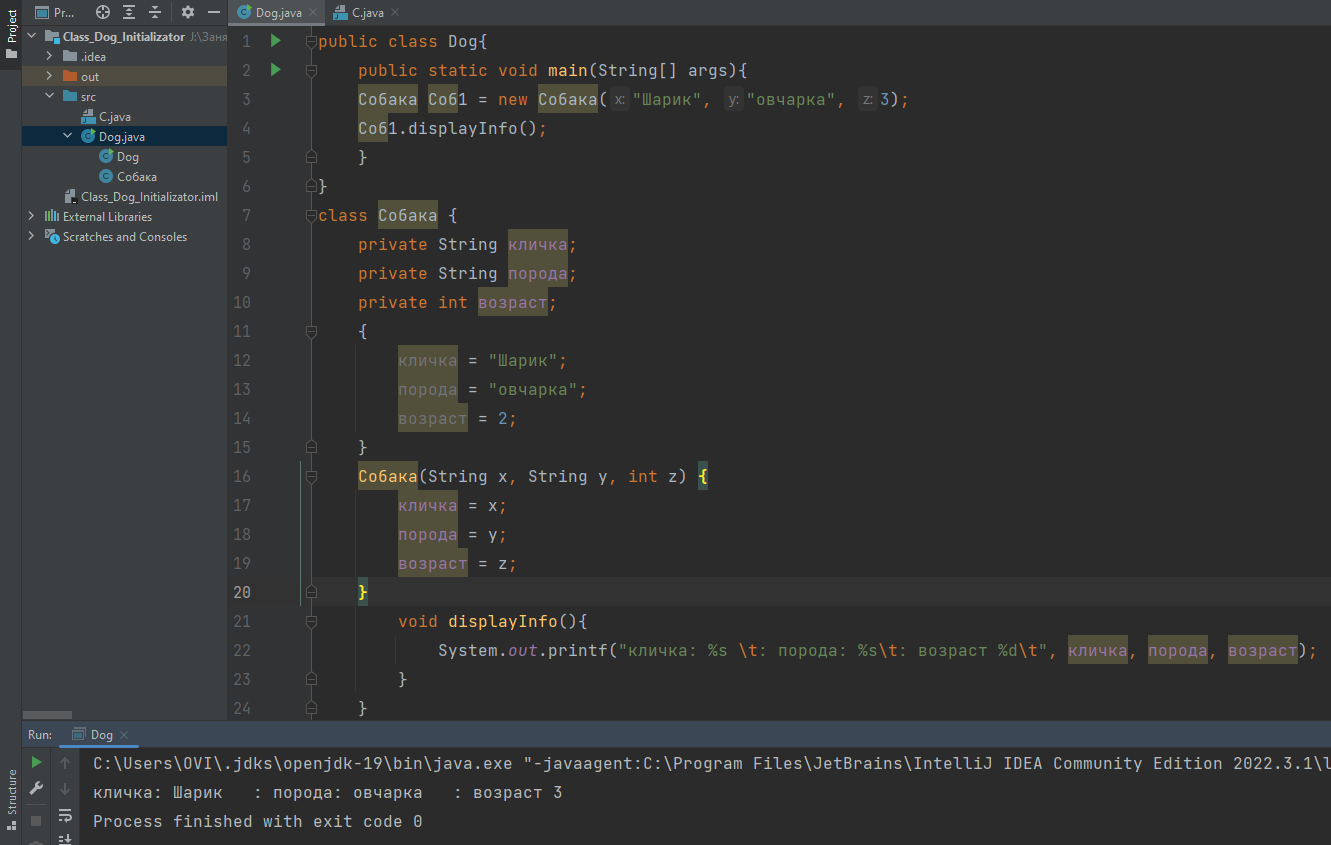 Project
Pr...
Dog.java
C.java
Class_Dog_Initializator J:\Заня
.idea
out
src
C.java
Dog.java
Dog
Собака
Class_Dog_Initializator.iml
External Libraries
Scratches and Consoles
1 public class Dog{
2 public static void main(String[] args){
3 Собака Соб1 = new Собака( x: "Шарик", y: "овчарка", z: 3);
4 Соб1.displayInfo();
5 }
6 }
7 class Собака {
8 private String кличка;
9 private String порода;
10 private int возраст;
11 {
12 кличка = "Шарик";
13 порода = "овчарка";
14 возраст = 2;
15 }
16 Собака(String x, String y, int z) {
17 кличка = x;
18 порода = y;
19 возраст = z;
20 }
21 void displayInfo(){
22 System.out.printf("кличка: %s \t: порода: %s\t: возраст %d\t", кличка, порода, возраст);
23 }
24 }
Run: Dog
Structure
C:\Users\OVI\.jdks\openjdk-19\bin\java.exe "-javaagent:C:\Program Files\JetBrains\IntelliJ IDEA Community Edition 2022.3.1\l
кличка: Шарик : порода: овчарка : возраст 3
Process finished with exit code 0